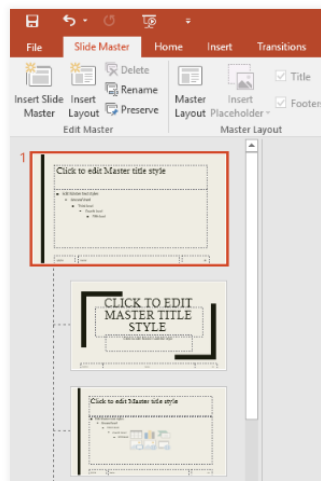 File Slide Master Home Insert Transitions
Insert Slide Master
Insert Layout
Delete
Rename
Preserve
Edit Master
Master Layout
Insert Placeholder
Title
Footer
Master Layout
1
Click to edit Master title style
CLICK TO EDIT
MASTER TITLE
STYLE
Click to edit Master title style